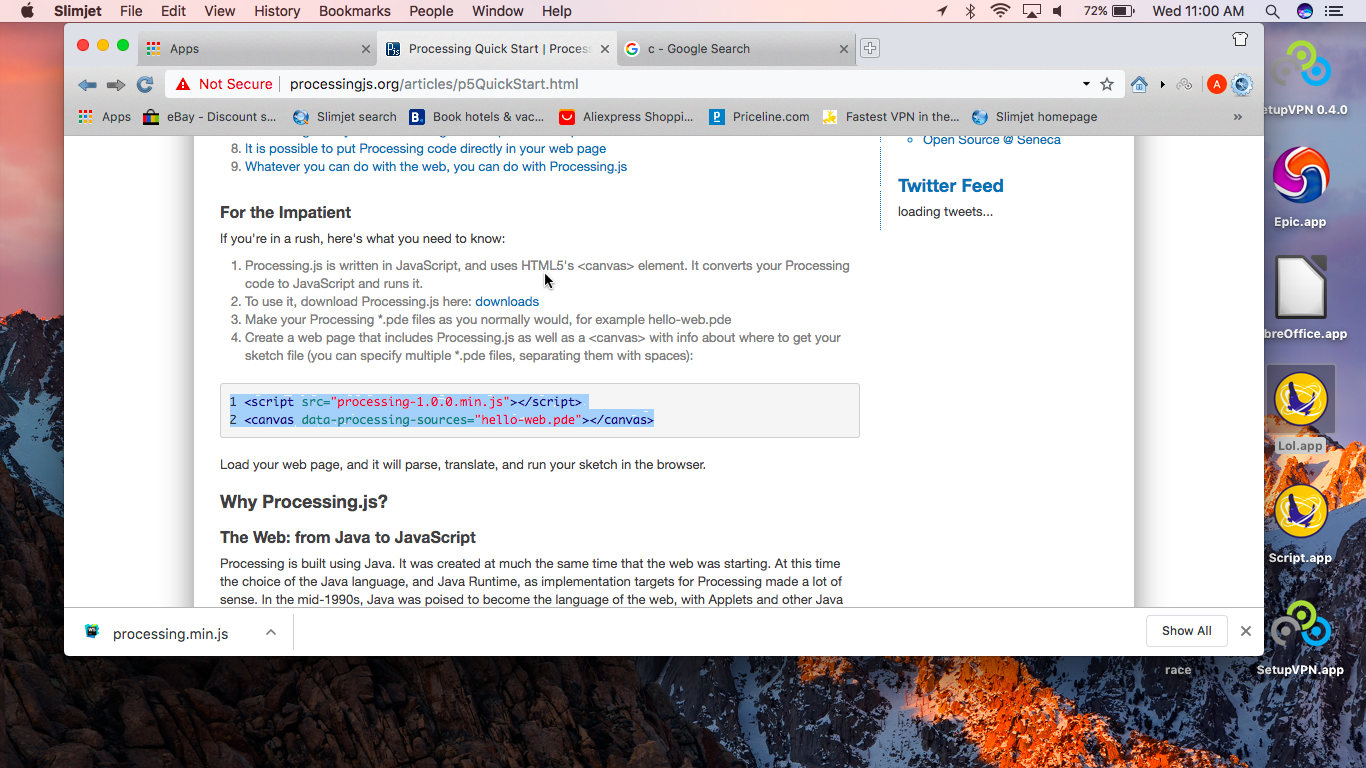 Slimjet File Edit View History Bookmarks People Window Help 72% Wed 11:00 AM
Apps Processing Quick Start | Process c - Google Search
Not Secure processingjs.org/articles/p5QuickStart.html A
Apps eBay - Discount s... Slimjet search B. Book hotels & vac... Aliexpress Shoppi... Priceline.com Fastest VPN in the... Slimjet homepage »
8. It is possible to put Processing code directly in your web page
9. Whatever you can do with the web, you can do with Processing.js
For the Impatient
If you're in a rush, here's what you need to know:
1. Processing.js is written in JavaScript, and uses HTML5's <canvas> element. It converts your Processing
code to JavaScript and runs it.
2. To use it, download Processing.js here: downloads
3. Make your Processing *.pde files as you normally would, for example hello-web.pde
4. Create a web page that includes Processing.js as well as a <canvas> with info about where to get your
sketch file (you can specify multiple *.pde files, separating them with spaces):
1 <script src="processing-1.0.0.min.js"></script>
2 <canvas data-processing-sources="hello-web.pde"></canvas>
Load your web page, and it will parse, translate, and run your sketch in the browser.
Why Processing.js?
The Web: from Java to JavaScript
Processing is built using Java. It was created at much the same time that the web was starting. At this time
the choice of the Java language, and Java Runtime, as implementation targets for Processing made a lot of
sense. In the mid-1990s, Java was poised to become the language of the web, with Applets and other Java
Open Source @ Seneca
Twitter Feed
loading tweets...
processing.min.js
Show All
etupVPN 0.4.0
Epic.app
breOffice.app
Lol.app
Script.app
race
SetupVPN.app